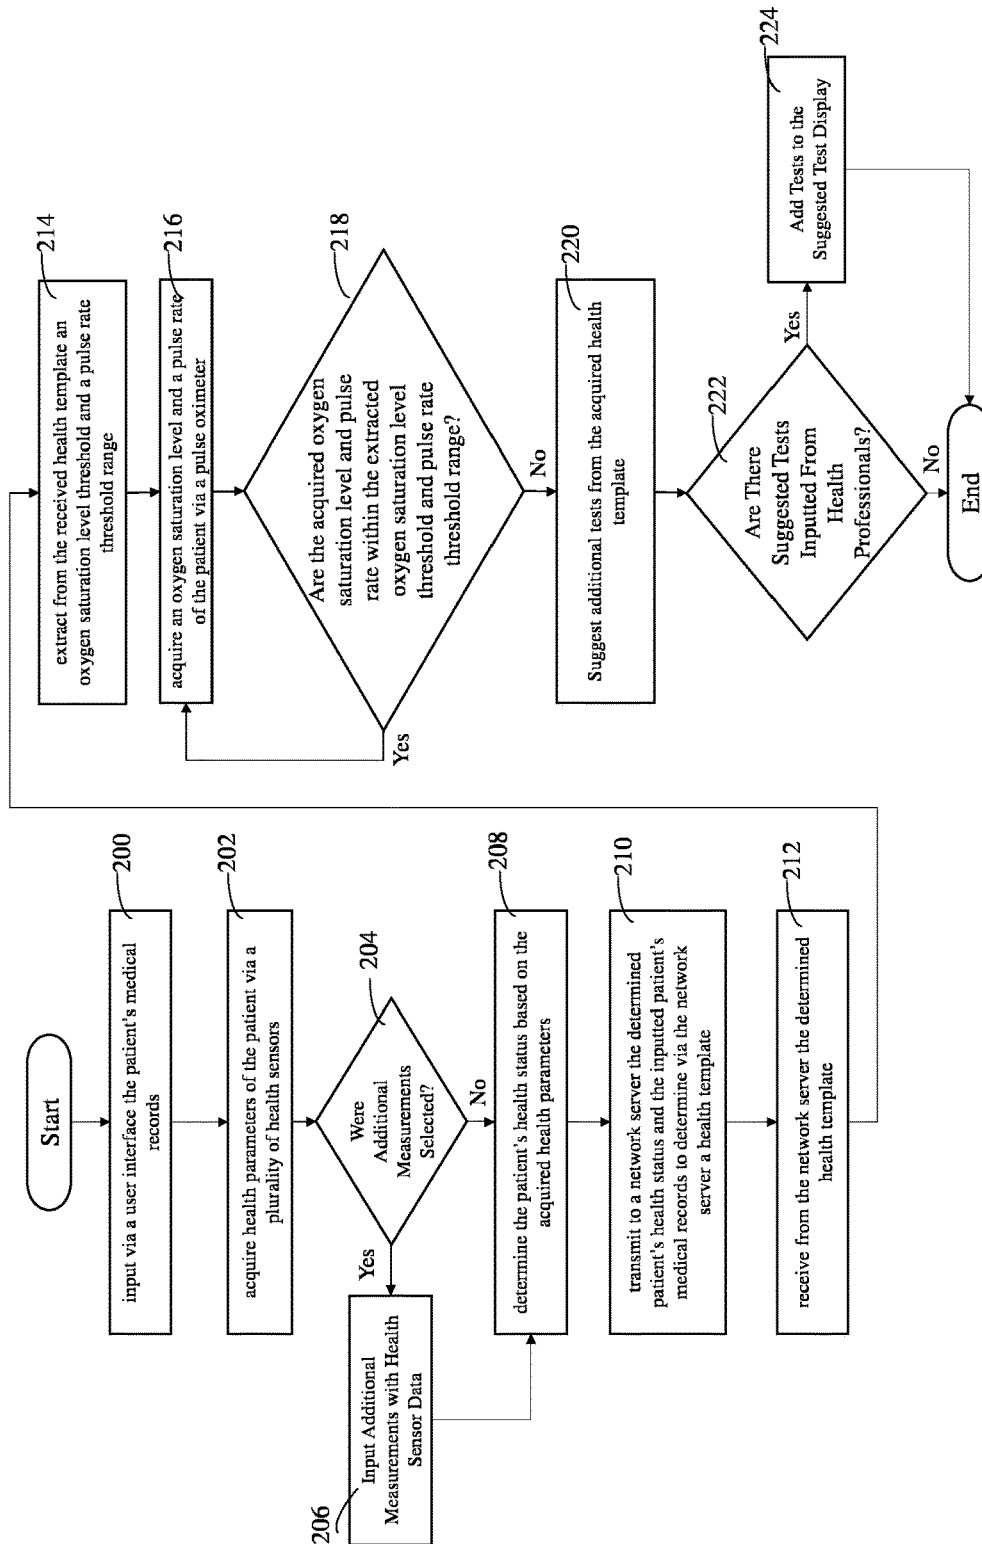 Start
200
input via a user interface the patient's medical
records
202
acquire health parameters of the patient via a
plurality of health sensors
204
Were
Additional
Measurements
Selected?
Yes
No
206
Input Additional
Measurements with Health
Sensor Data
208
determine the patient's health status based on the
acquired health parameters
210
transmit to a network server the determined
patient's health status and the inputted patient's
medical records to determine via the network
server a health template
212
receive from the network server the determined
health template
214
extract from the received health template an
oxygen saturation level threshold and a pulse rate
threshold range
216
acquire an oxygen saturation level and a pulse rate
of the patient via a pulse oximeter
218
Are the acquired oxygen
saturation level and pulse
rate within the extracted
oxygen saturation level
threshold and pulse rate
threshold range?
Yes
No
220
Suggest additional tests from the acquired health
template
222
Are There
Suggested Tests
Inputted From
Health
Professionals?
Yes
No
224
Add Tests to the
Suggested Test Display
End